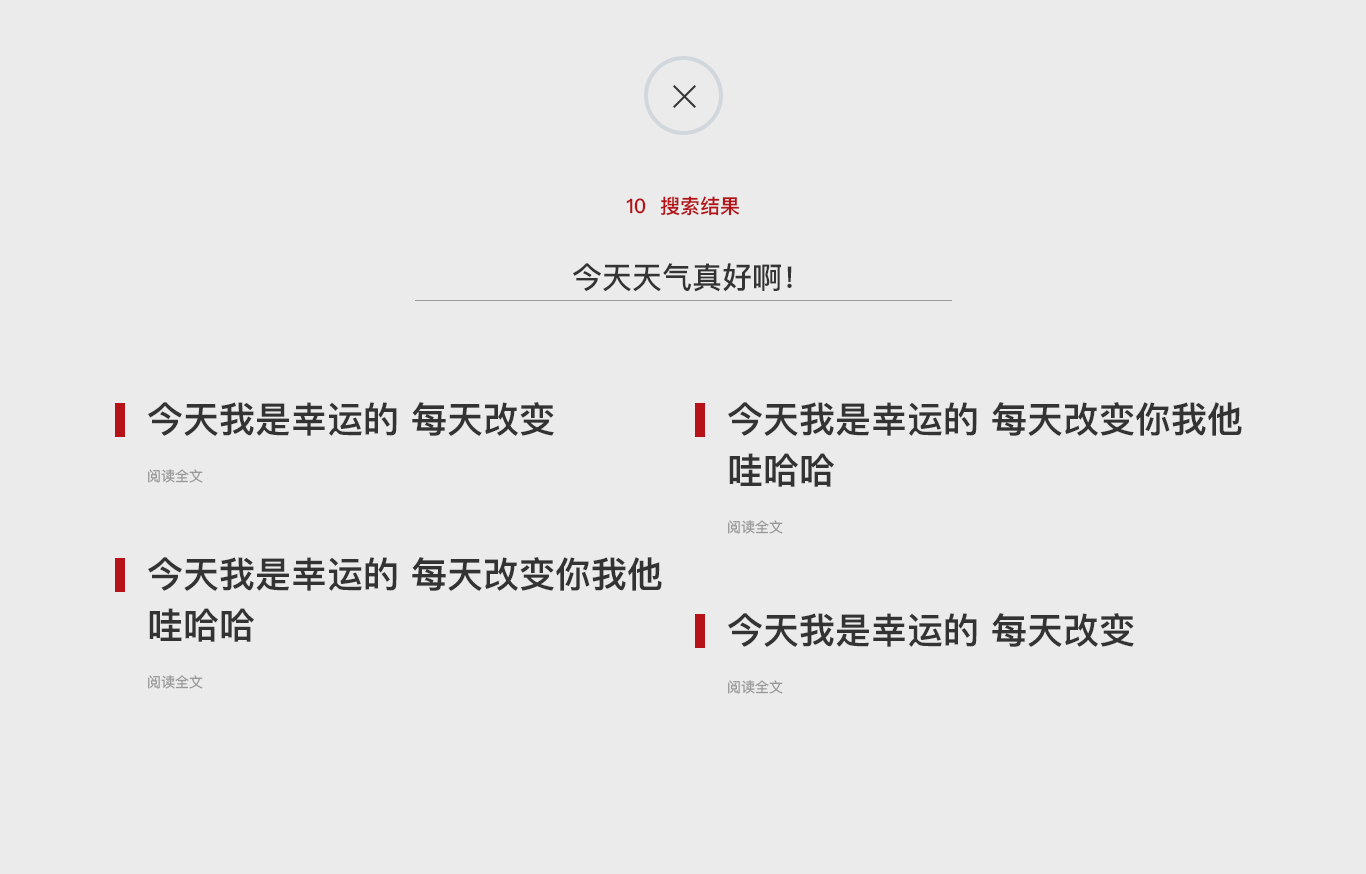 10 搜索结果
今天天气真好啊!
今天我是幸运的 每天改变
阅读全文
今天我是幸运的 每天改变你我他
哇哈哈
阅读全文
今天我是幸运的 每天改变你我他
哇哈哈
阅读全文
今天我是幸运的 每天改变
阅读全文